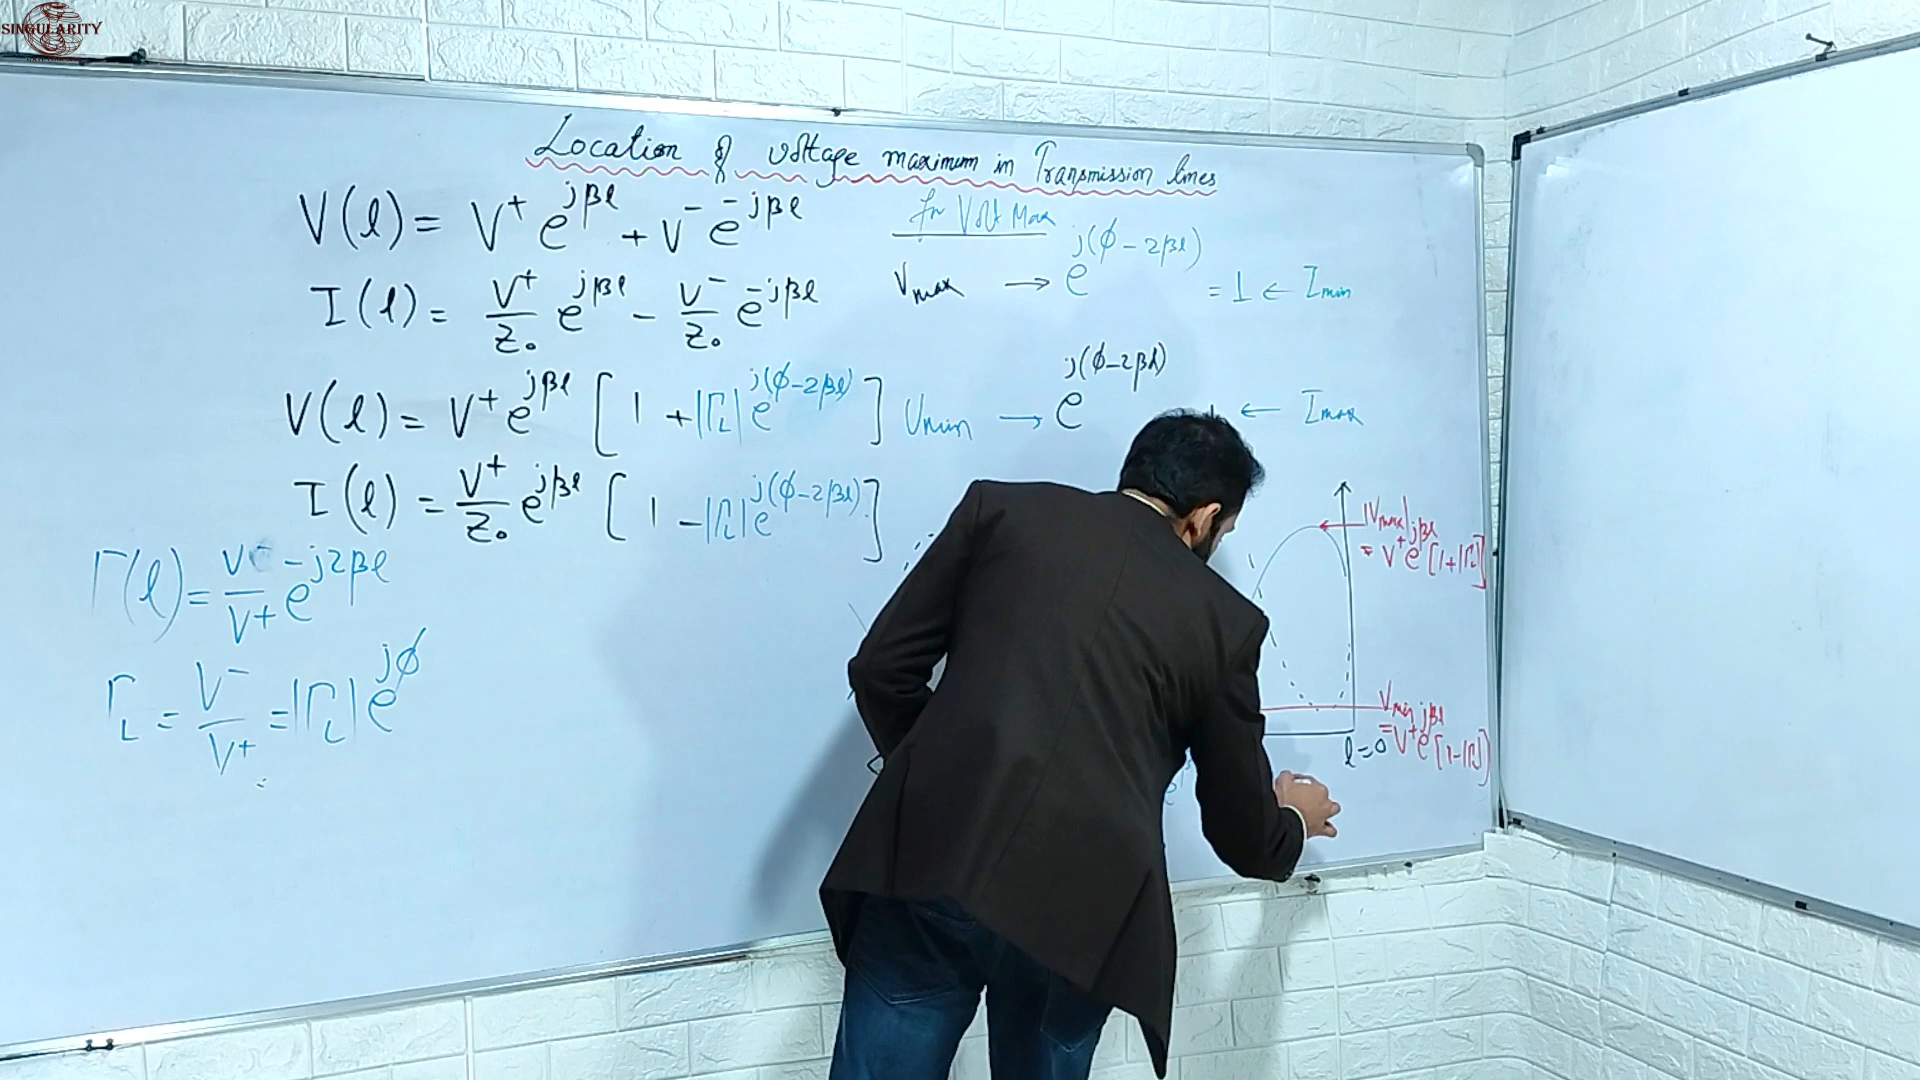 SINGULARITY
Location of voltage maximum in Transmission lines
V(l) = V⁺ e^{jβl} + V⁻ e^{-jβl}
I(l) = V⁺/Z₀ e^{jβl} − V⁻/Z₀ e^{-jβl}
V(l) = V⁺ e^{jβl} [1 + |Γ_L| e^{j(φ−2βl)}]
I(l) = V⁺/Z₀ e^{jβl} [1 − |Γ_L| e^{j(φ−2βl)}]
Γ(l) = V⁻/V⁺ e^{-j2βl}
Γ_L = V⁻/V⁺ = |Γ_L| e^{jφ}
for Volt Max
V_max → e^{j(φ−2βl)} = 1 ← I_min
V_min → e^{j(φ−2βl)} ← I_max
|V_max|
= V⁺ e^{jβl} [1+|Γ_L|]
V_min
= V⁺ e^{jβl} [1−|Γ_L|]
l=0